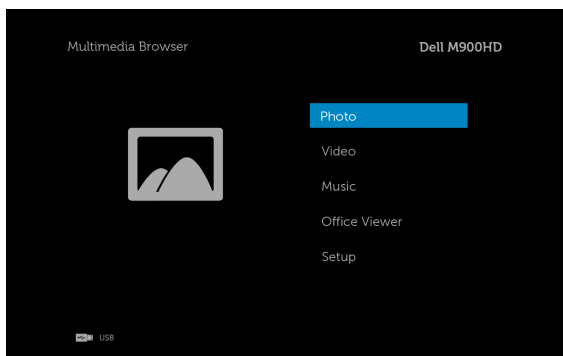 Multimedia Browser
Dell M900HD
Photo
Video
Music
Office Viewer
Setup
USB